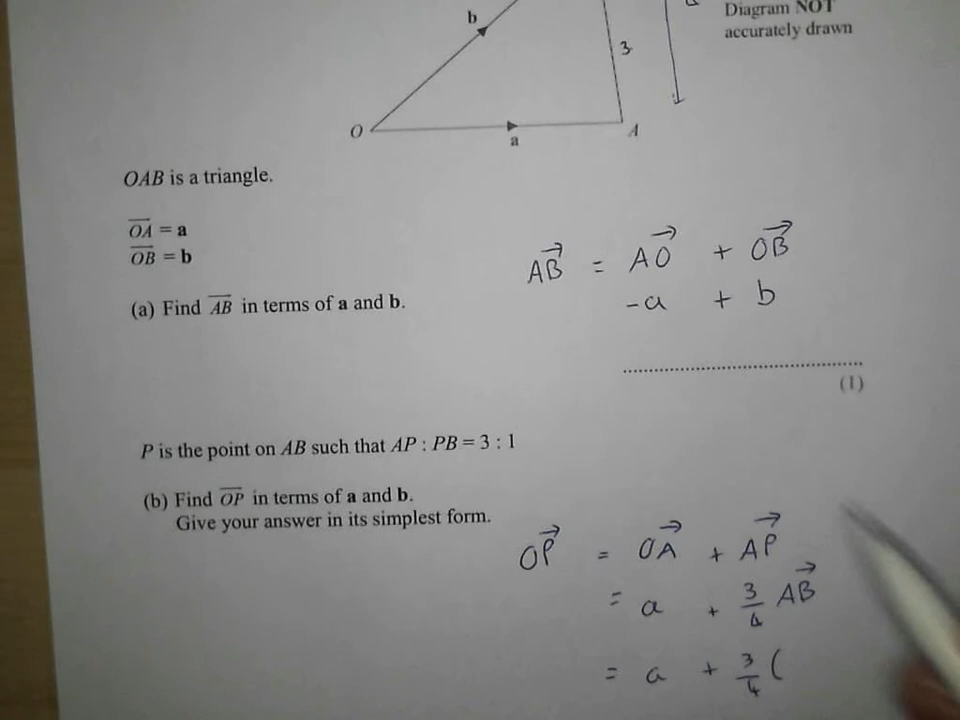 b
Diagram NOT
accurately drawn
3
O
a
A
OAB is a triangle.
OA = a
OB = b
AB = AO + OB
-a + b
(a) Find AB in terms of a and b.
(1)
P is the point on AB such that AP : PB = 3 : 1
(b) Find OP in terms of a and b.
Give your answer in its simplest form.
OP = OA + AP
= a + 3/4 AB
= a + 3/4 (